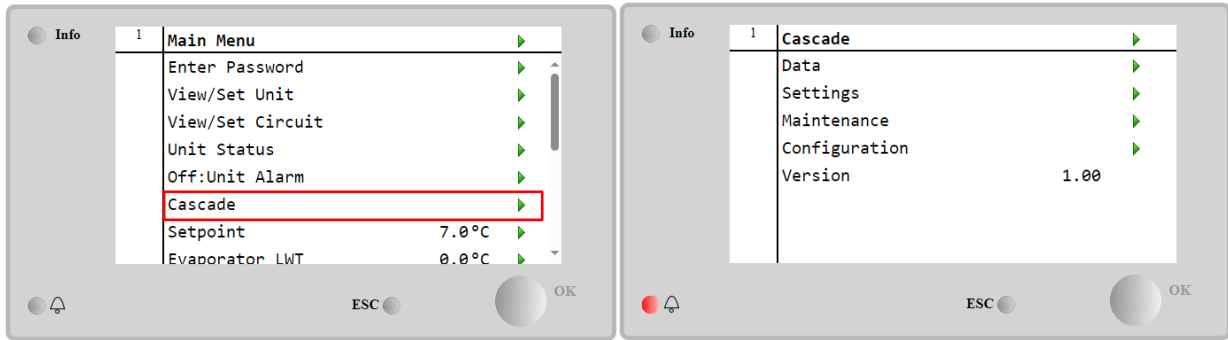 Info
1 Main Menu
Enter Password
View/Set Unit
View/Set Circuit
Unit Status
Off:Unit Alarm
Cascade
Setpoint 7.0°C
Evaporator LWT 0.0°C
ESC
OK
Info
1 Cascade
Data
Settings
Maintenance
Configuration
Version 1.00
ESC
OK